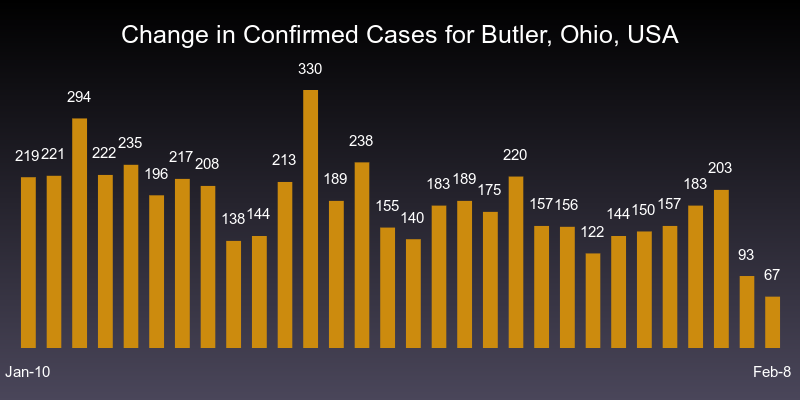 Change in Confirmed Cases for Butler, Ohio, USA
219 221 294 222 235 196 217 208 138 144 213 330 189 238 155 140 183 189 175 220 157 156 122 144 150 157 183 203 93 67
Jan-10 Feb-8